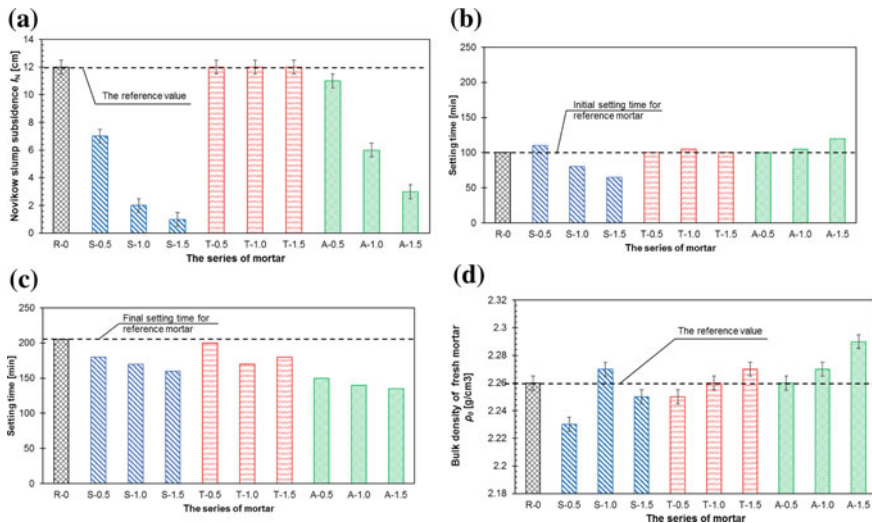 (a)
Novikow slump subsidence lN [cm]
14
12
10
8
6
4
2
0
The reference value
R-0 S-0.5 S-1.0 S-1.5 T-0.5 T-1.0 T-1.5 A-0.5 A-1.0 A-1.5
The series of mortar
(b)
Setting time [min]
250
200
150
100
50
0
Initial setting time for
reference mortar
R-0 S-0.5 S-1.0 S-1.5 T-0.5 T-1.0 T-1.5 A-0.5 A-1.0 A-1.5
The series of mortar
(c)
Setting time [min]
250
200
150
100
50
0
Final setting time for
reference mortar
R-0 S-0.5 S-1.0 S-1.5 T-0.5 T-1.0 T-1.5 A-0.5 A-1.0 A-1.5
The series of mortar
(d)
Bulk density of fresh mortar
ρ0 [g/cm3]
2.32
2.3
2.28
2.26
2.24
2.22
2.2
2.18
The reference value
R-0 S-0.5 S-1.0 S-1.5 T-0.5 T-1.0 T-1.5 A-0.5 A-1.0 A-1.5
The series of mortar